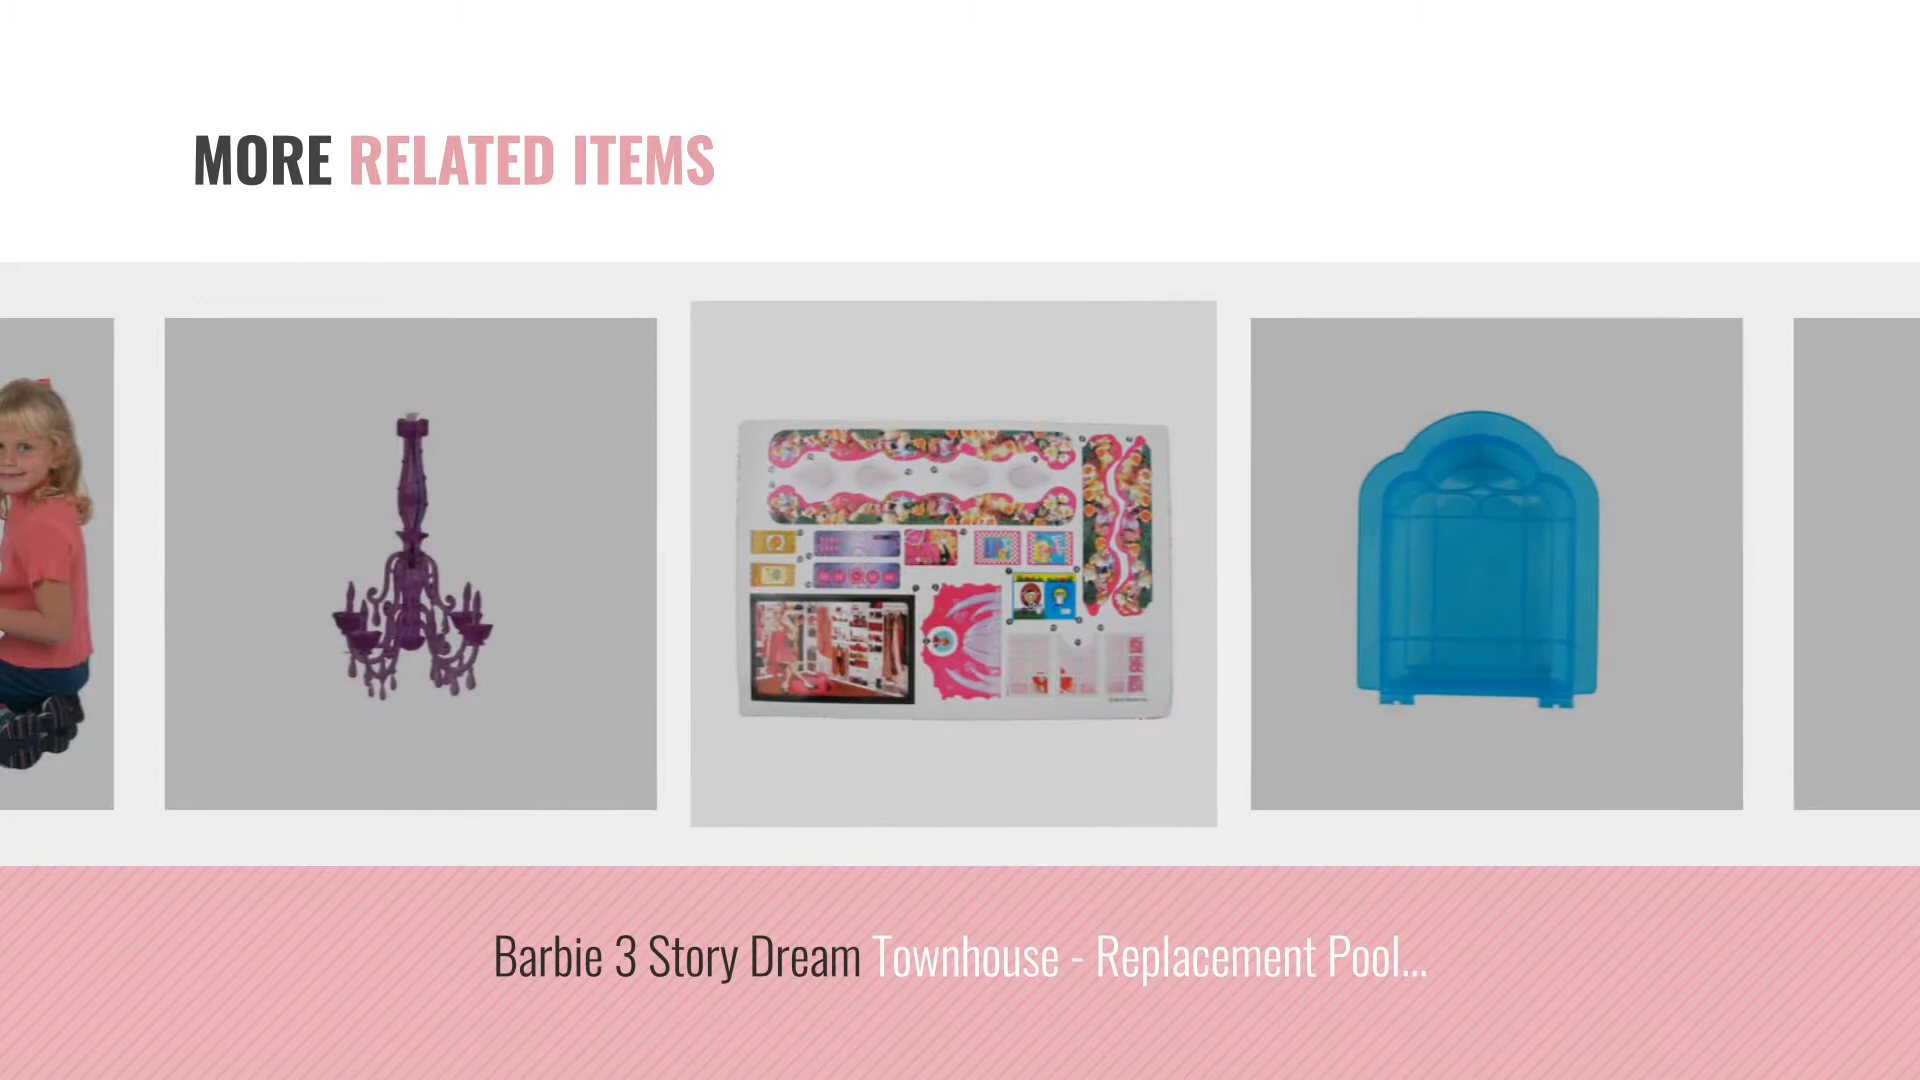 MORE RELATED ITEMS
Barbie 3 Story Dream Townhouse - Replacement Pool...